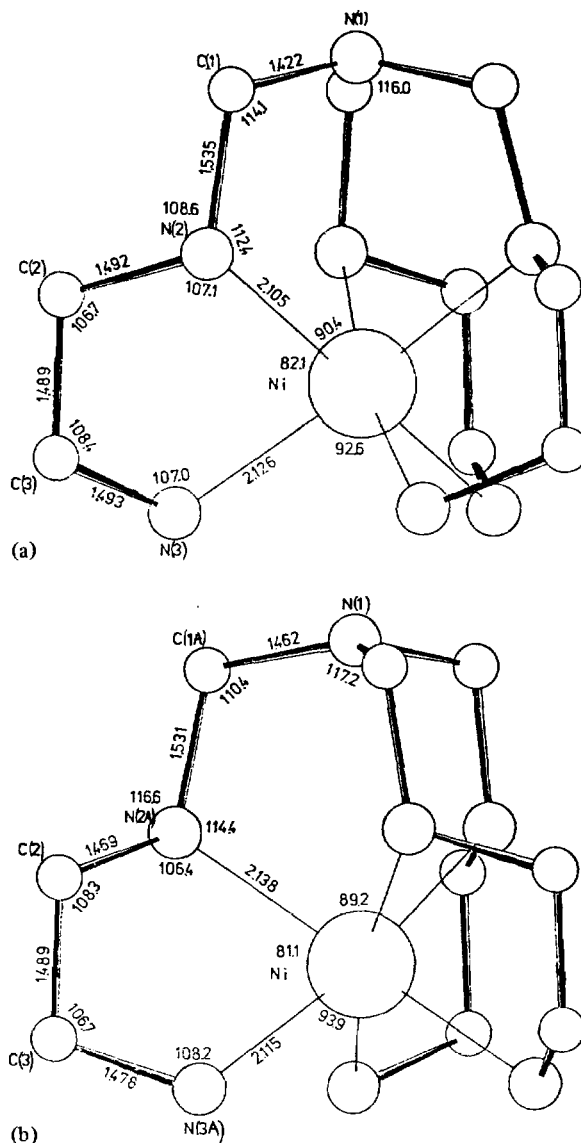 N(1)
C(1)
1.422
116.0
114.1
1.535
108.6
N(2)
112.4
C(2)
1.492
107.1
106.7
2.105
90.4
82.1
Ni
1.489
92.6
108.4
107.0
2.126
C(3)
1.493
N(3)
(a)
N(1)
C(1A)
1.462
117.2
110.4
1.531
116.6
N(2A)
114.4
C(2)
1.469
106.4
108.3
2.138
89.2
81.1
Ni
1.489
93.9
106.7
108.2
2.115
C(3)
1.478
N(3A)
(b)